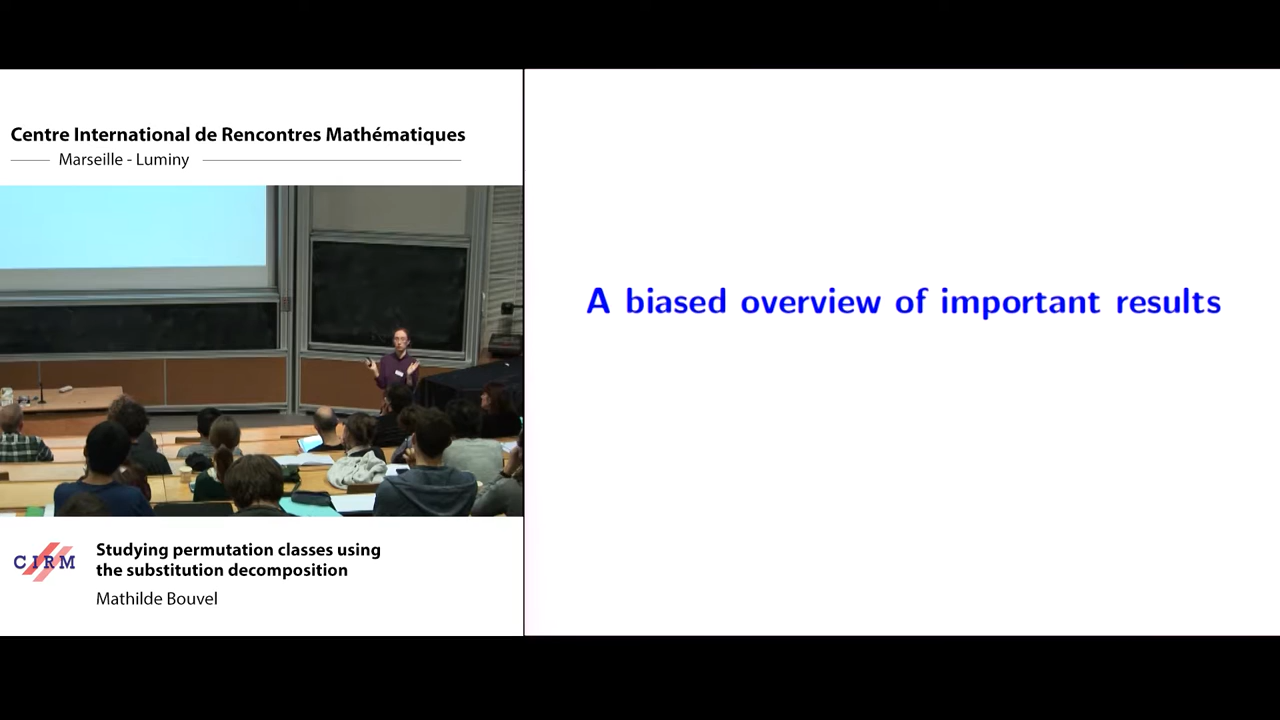 Centre International de Rencontres Mathématiques
Marseille - Luminy
A biased overview of important results
CIRM
Studying permutation classes using
the substitution decomposition
Mathilde Bouvel